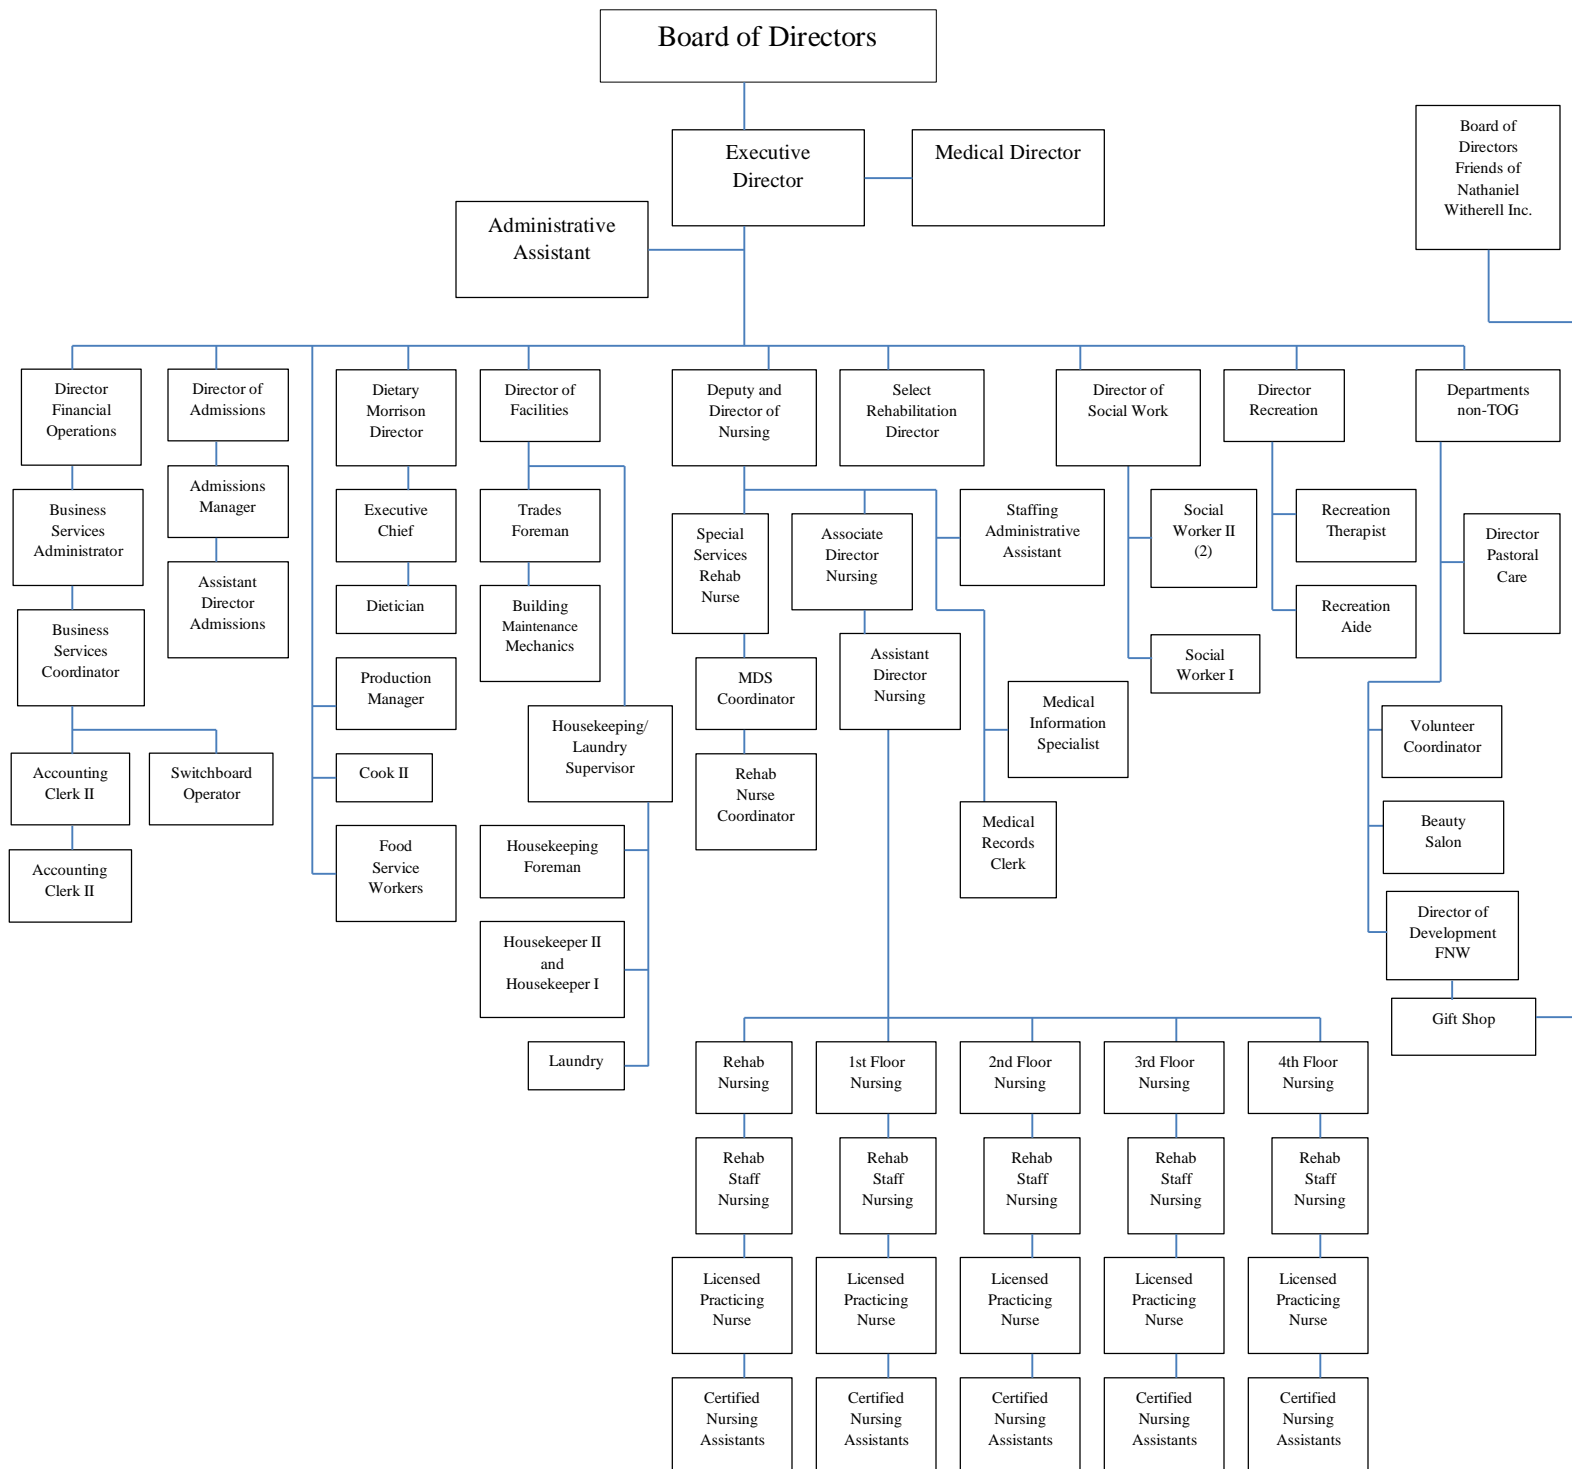 Board of Directors
Executive
Director
Medical Director
Board of
Directors
Friends of
Nathaniel
Witherell Inc.
Administrative
Assistant
Director
Financial
Operations
Director of
Admissions
Dietary
Morrison
Director
Director of
Facilities
Deputy and
Director of
Nursing
Select
Rehabilitation
Director
Director of
Social Work
Director
Recreation
Departments
non-TOG
Business
Services
Administrator
Admissions
Manager
Executive
Chief
Trades
Foreman
Special
Services
Rehab
Nurse
Associate
Director
Nursing
Staffing
Administrative
Assistant
Social
Worker II
(2)
Recreation
Therapist
Director
Pastoral
Care
Assistant
Director
Admissions
Dietician
Building
Maintenance
Mechanics
Business
Services
Coordinator
Recreation
Aide
Assistant
Director
Nursing
Social
Worker I
Production
Manager
MDS
Coordinator
Medical
Information
Specialist
Housekeeping/
Laundry
Supervisor
Volunteer
Coordinator
Accounting
Clerk II
Switchboard
Operator
Cook II
Rehab
Nurse
Coordinator
Medical
Records
Clerk
Beauty
Salon
Accounting
Clerk II
Food
Service
Workers
Housekeeping
Foreman
Director of
Development
FNW
Housekeeper II
and
Housekeeper I
Gift Shop
Laundry
Rehab
Nursing
1st Floor
Nursing
2nd Floor
Nursing
3rd Floor
Nursing
4th Floor
Nursing
Rehab
Staff
Nursing
Rehab
Staff
Nursing
Rehab
Staff
Nursing
Rehab
Staff
Nursing
Rehab
Staff
Nursing
Licensed
Practicing
Nurse
Licensed
Practicing
Nurse
Licensed
Practicing
Nurse
Licensed
Practicing
Nurse
Licensed
Practicing
Nurse
Certified
Nursing
Assistants
Certified
Nursing
Assistants
Certified
Nursing
Assistants
Certified
Nursing
Assistants
Certified
Nursing
Assistants